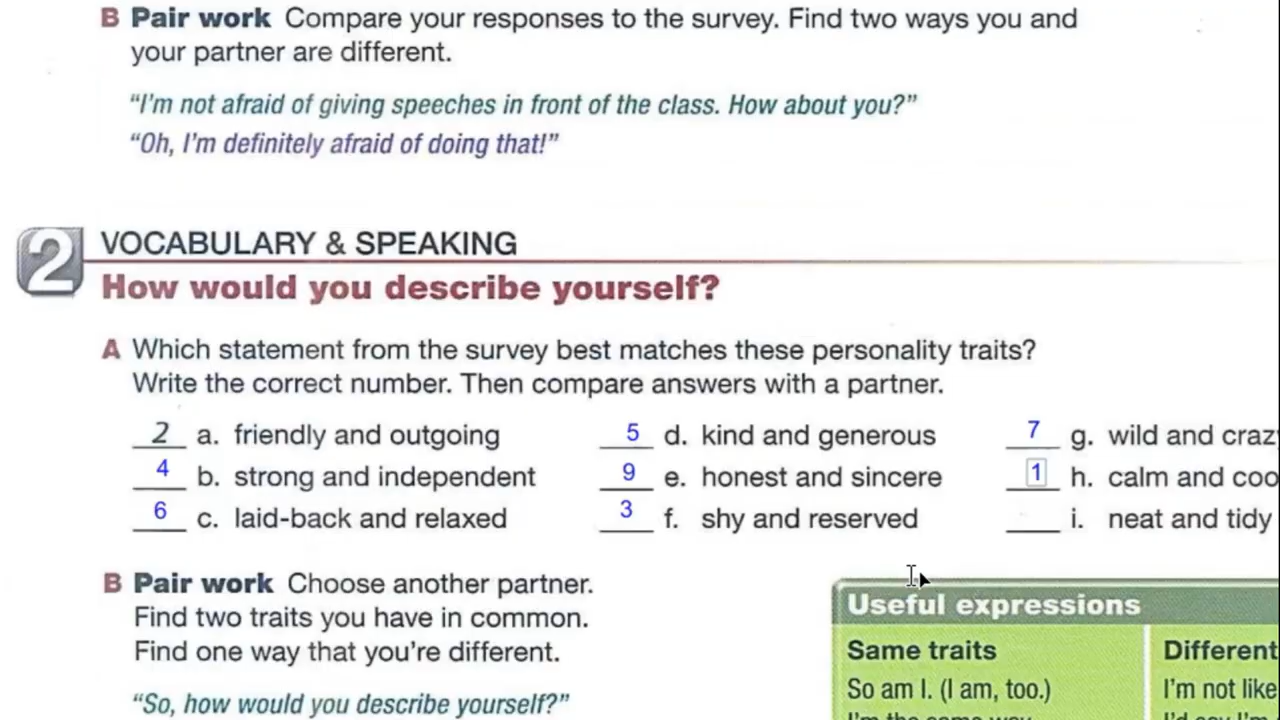 B Pair work Compare your responses to the survey. Find two ways you and
your partner are different.
“I'm not afraid of giving speeches in front of the class. How about you?”
“Oh, I'm definitely afraid of doing that!”
2 VOCABULARY & SPEAKING
How would you describe yourself?
A Which statement from the survey best matches these personality traits?
Write the correct number. Then compare answers with a partner.
2 a. friendly and outgoing 5 d. kind and generous 7 g. wild and
4 b. strong and independent 9 e. honest and sincere 1 h. calm and
6 c. laid-back and relaxed 3 f. shy and reserved i. neat and tidy
B Pair work Choose another partner.
Find two traits you have in common.
Find one way that you're different.
“So, how would you describe yourself?”
Useful expressions
Same traits Different
So am I. (I am, too.) I'm not like
I'm the same way